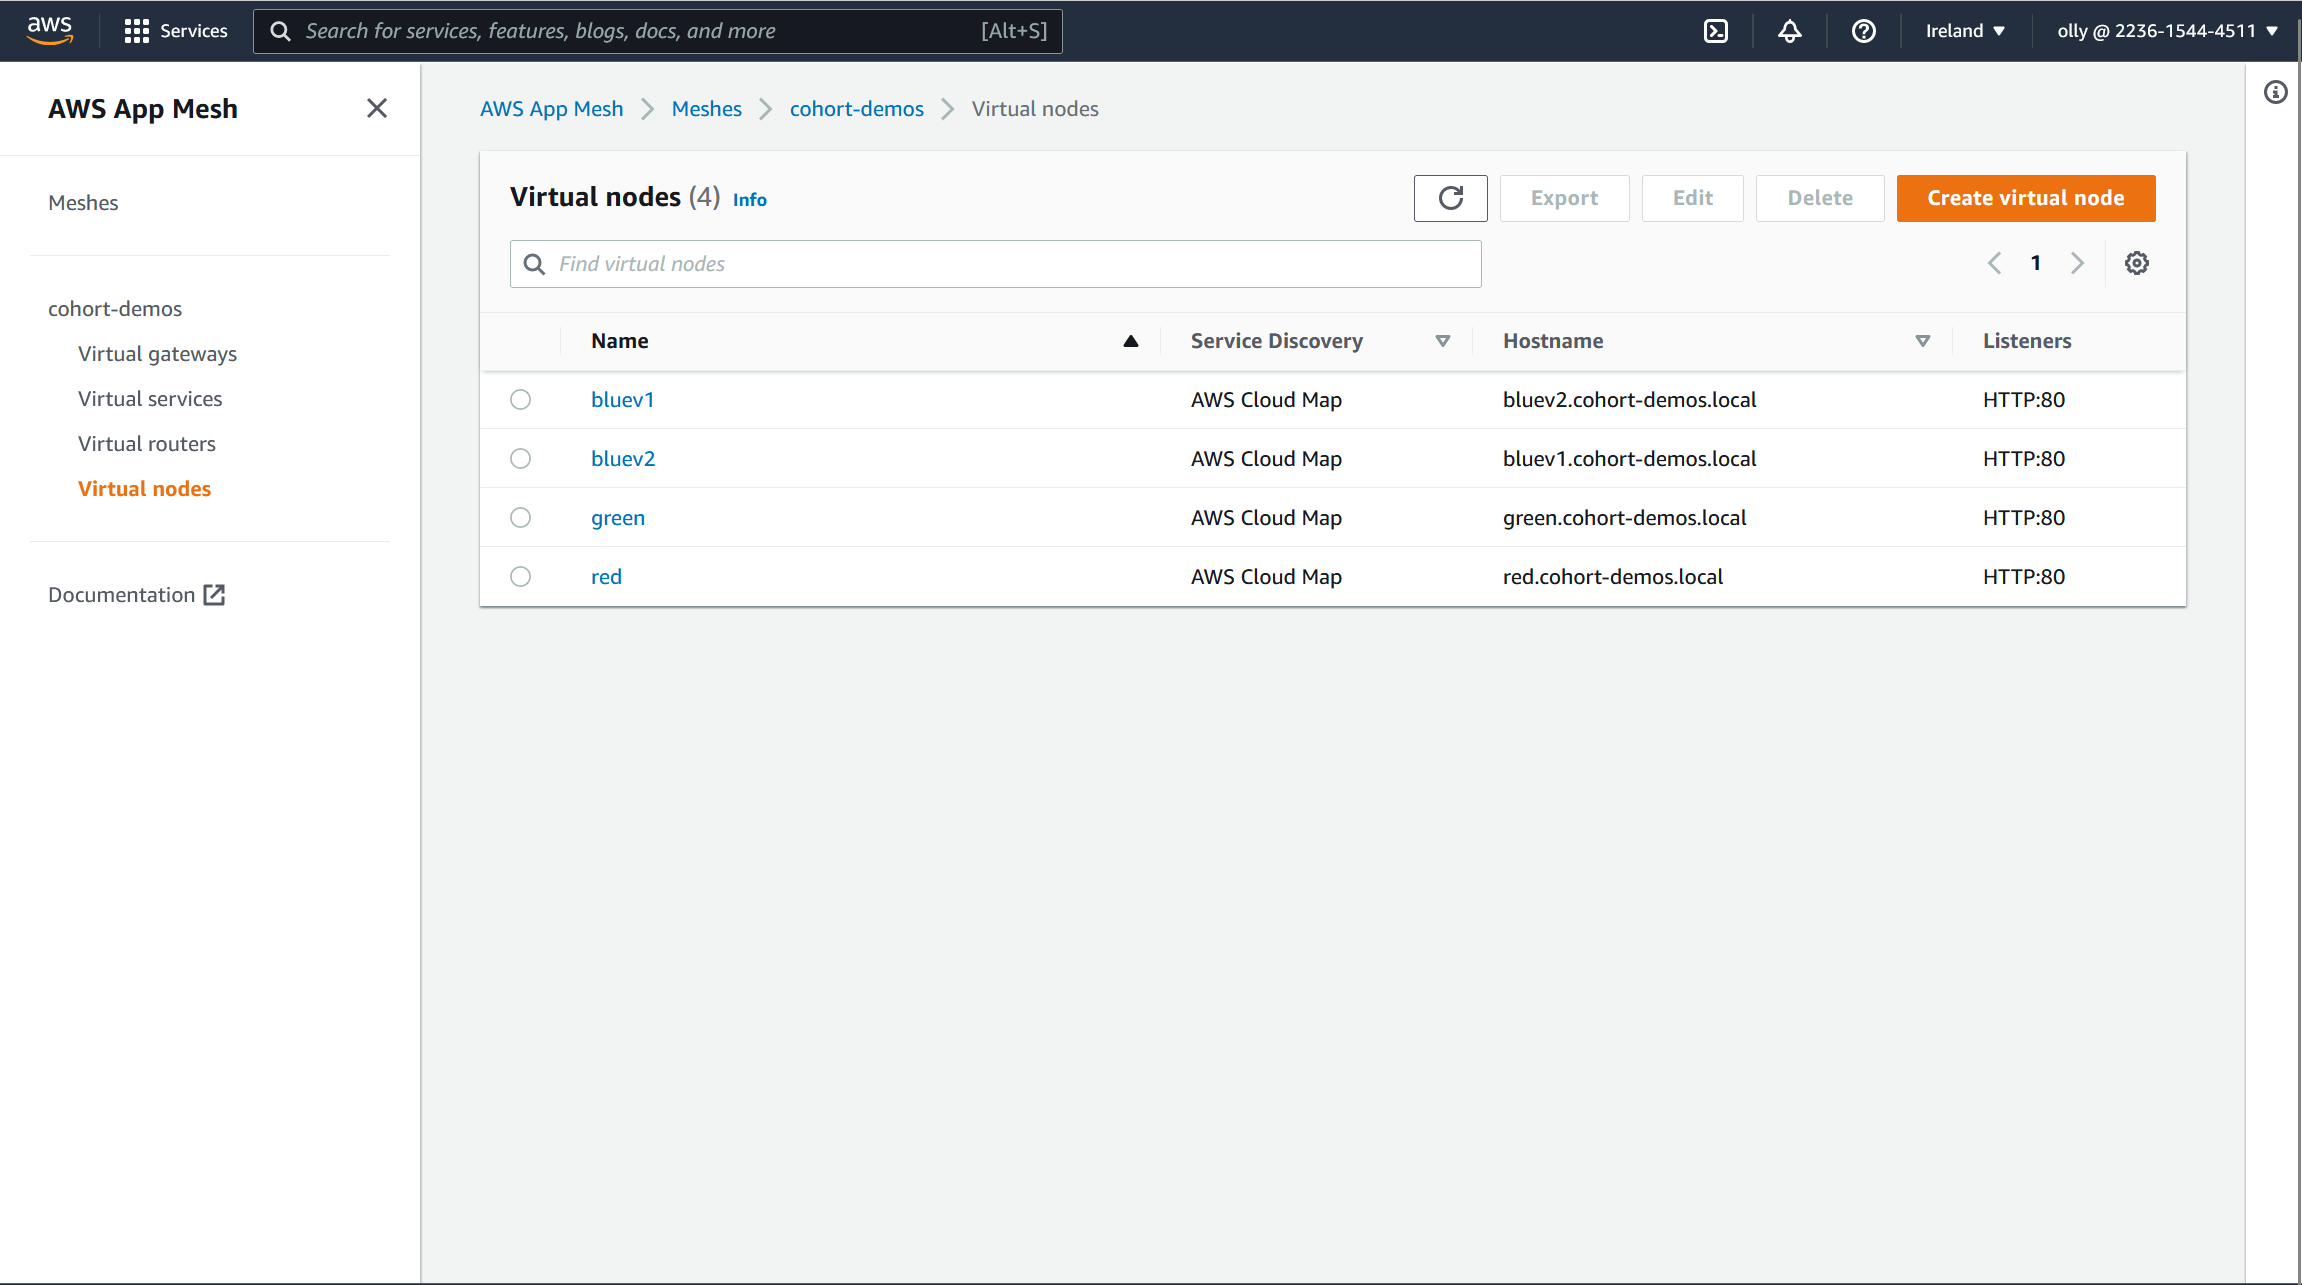 aws Services Search for services, features, blogs, docs, and more [Alt+S] Ireland olly @ 2236-1544-4511
AWS App Mesh
Meshes
cohort-demos
Virtual gateways
Virtual services
Virtual routers
Virtual nodes
Documentation
AWS App Mesh Meshes cohort-demos Virtual nodes
Virtual nodes (4) Info Export Edit Delete Create virtual node
Find virtual nodes 1
Name Service Discovery Hostname Listeners
bluev1 AWS Cloud Map bluev2.cohort-demos.local HTTP:80
bluev2 AWS Cloud Map bluev1.cohort-demos.local HTTP:80
green AWS Cloud Map green.cohort-demos.local HTTP:80
red AWS Cloud Map red.cohort-demos.local HTTP:80